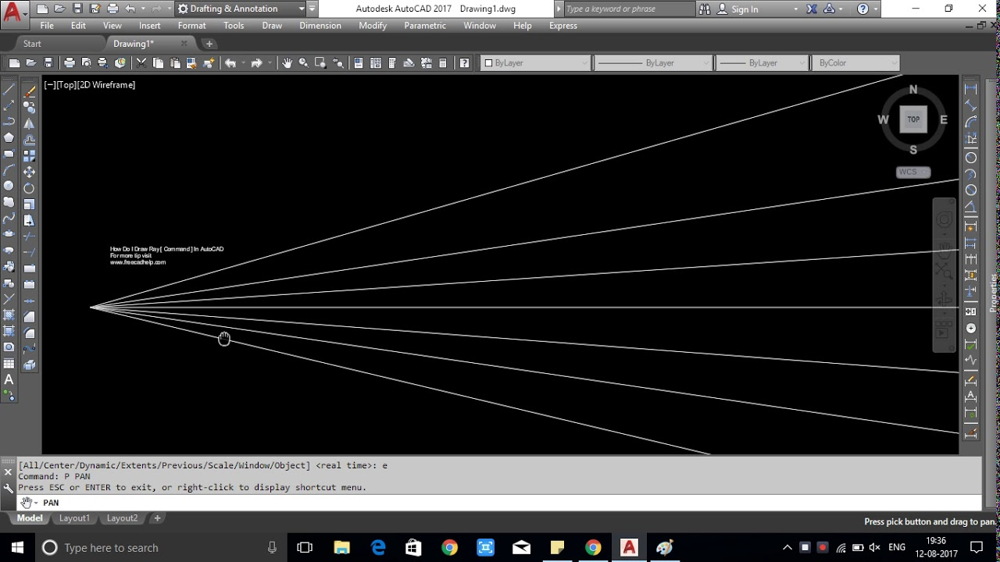 Drafting & Annotation
Autodesk AutoCAD 2017 Drawing1.dwg
Type a keyword or phrase
Sign In
File Edit View Insert Format Tools Draw Dimension Modify Parametric Window Help Express
Start
Drawing1*
ByLayer
ByLayer
ByLayer
ByColor
[−][Top][2D Wireframe]
N
W TOP E
S
WCS
How Do I Draw Ray [ Command ] In AutoCAD
For more tip visit
www.freecadhelp.com
Properties
[All/Center/Dynamic/Extents/Previous/Scale/Window/Object] <real time>: e
Command: P PAN
Press ESC or ENTER to exit, or right-click to display shortcut menu.
PAN
Model Layout1 Layout2 +
Press pick button and drag to pan.
Type here to search
ENG
19:36
12-08-2017